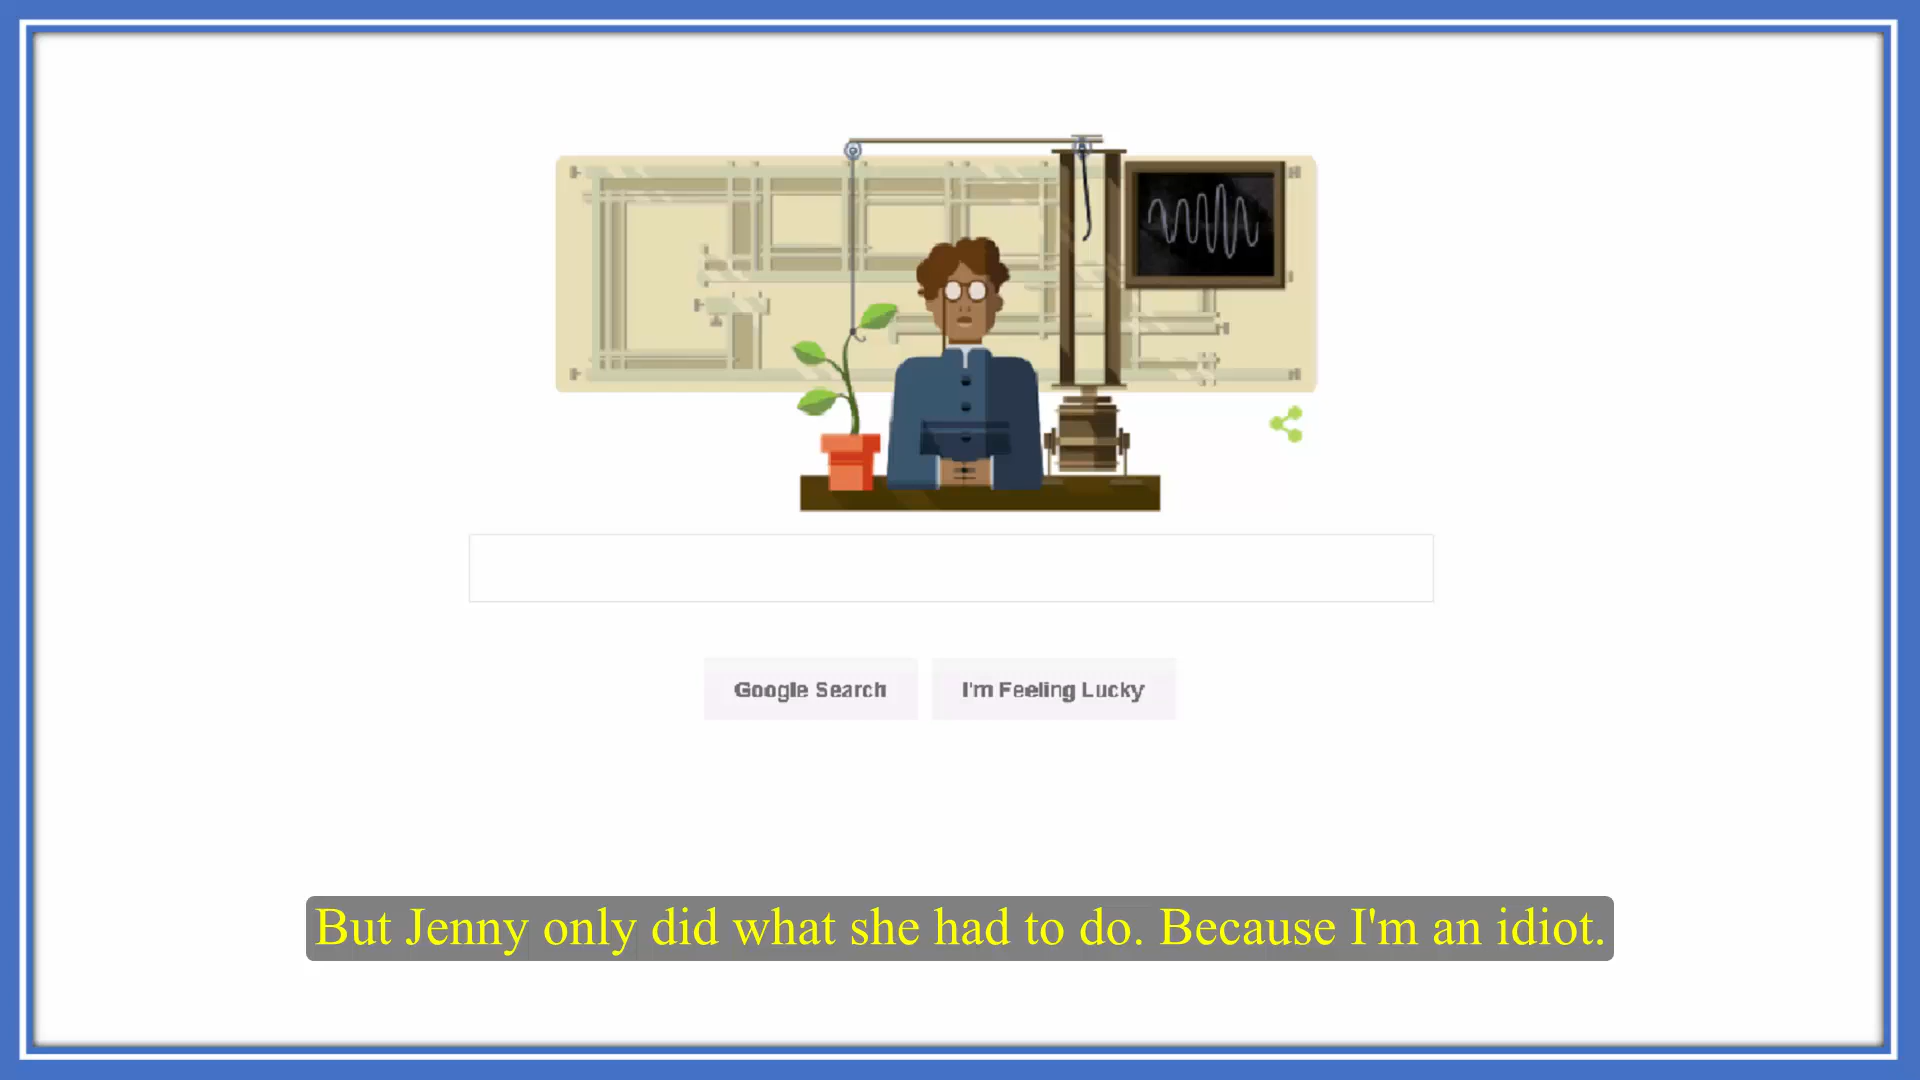 Google Search
I'm Feeling Lucky
But Jenny only did what she had to do. Because I'm an idiot.